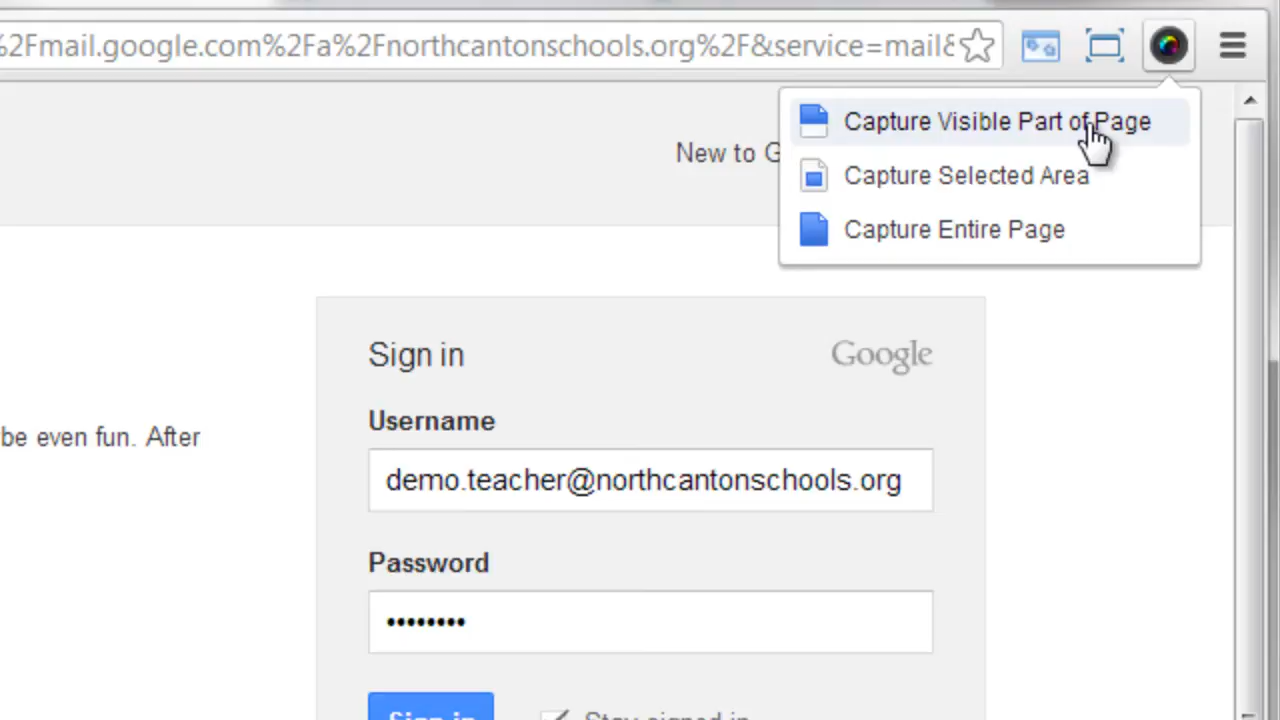 %2Fmail.google.com%2Fa%2Fnorthcantonschools.org%2F&service=mail&
Capture Visible Part of Page
New to G
Capture Selected Area
Capture Entire Page
Sign in
Google
Username
be even fun. After
demo.teacher@northcantonschools.org
Password
••••••••
Sign in
Stay signed in